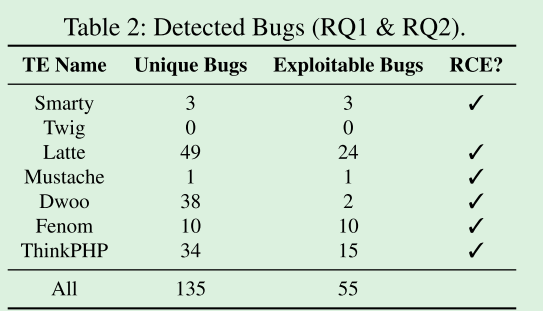 Table 2: Detected Bugs (RQ1 & RQ2).
TE Name Unique Bugs Exploitable Bugs RCE?
Smarty 3 3 ✓
Twig 0 0
Latte 49 24 ✓
Mustache 1 1 ✓
Dwoo 38 2 ✓
Fenom 10 10 ✓
ThinkPHP 34 15 ✓
All 135 55